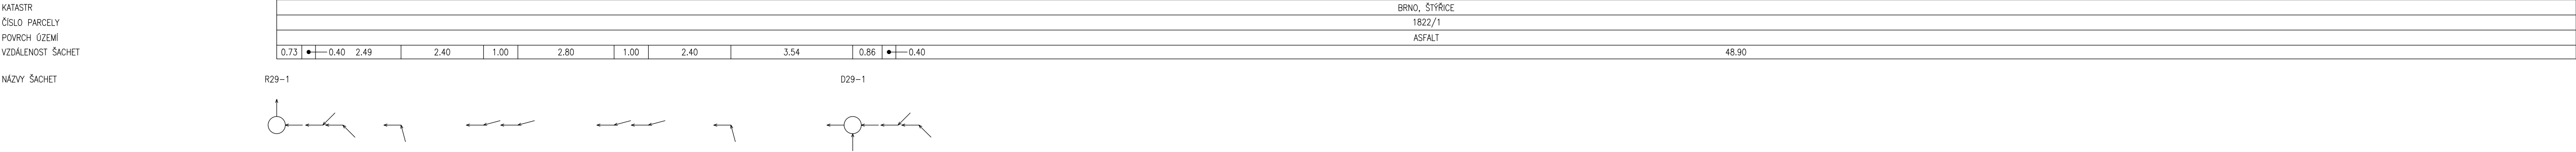 KATASTR BRNO, ŠTÝŘICE
ČÍSLO PARCELY 1822/1
POVRCH ÚZEMÍ ASFALT
VZDÁLENOST ŠACHET 0.73 0.40 2.49 2.40 1.00 2.80 1.00 2.40 3.54 0.86 0.40 48.90
NÁZVY ŠACHET R29-1 D29-1